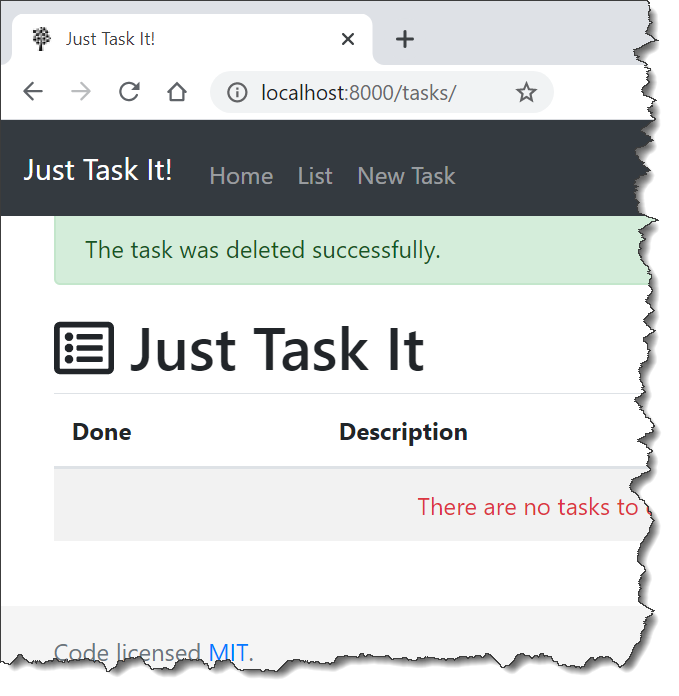 Just Task It!
localhost:8000/tasks/
Just Task It! Home List New Task
The task was deleted successfully.
Just Task It
Done Description
There are no tasks to
Code licensed MIT.